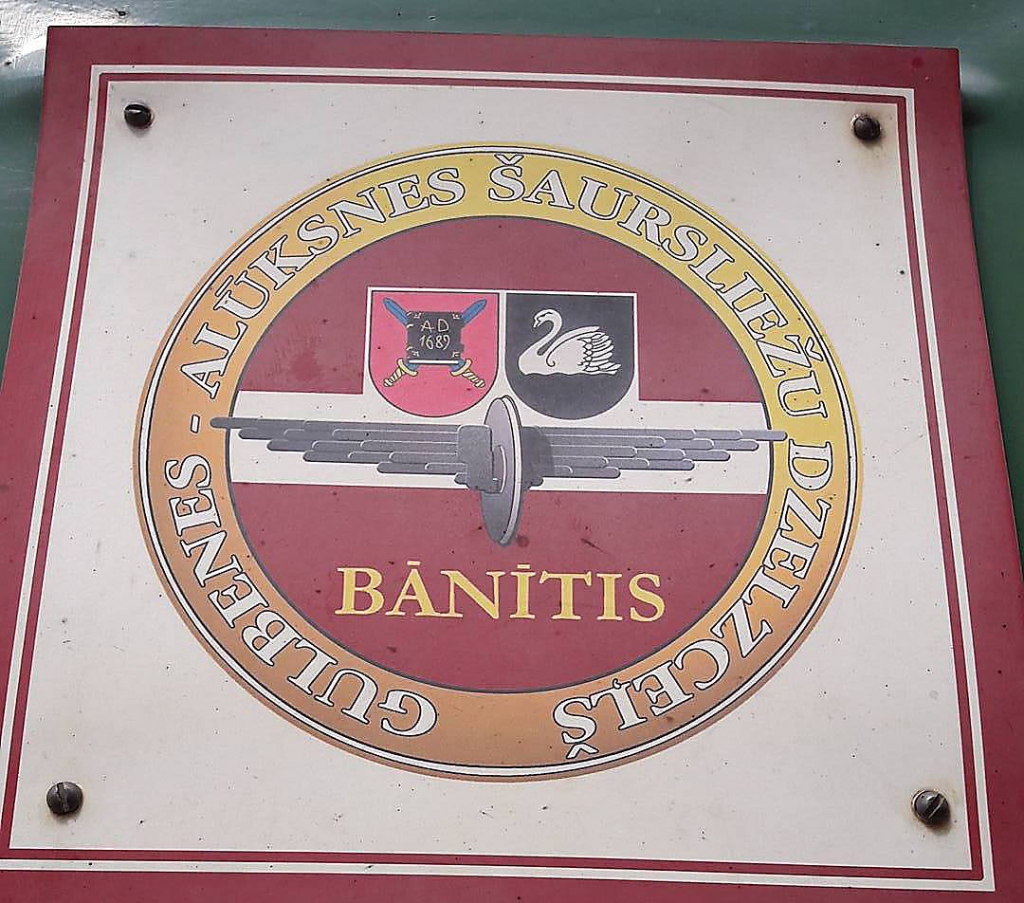 GULBENES - ALŪKSNES ŠAURSLIEŽU DZELZCEĻŠ
AD
1689
BĀNĪTIS